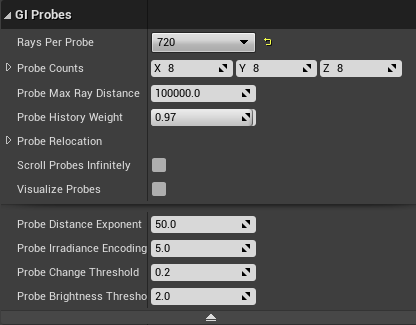 GI Probes
Rays Per Probe 720
Probe Counts X 8 Y 8 Z 8
Probe Max Ray Distance 100000.0
Probe History Weight 0.97
Probe Relocation
Scroll Probes Infinitely
Visualize Probes
Probe Distance Exponent 50.0
Probe Irradiance Encoding 5.0
Probe Change Threshold 0.2
Probe Brightness Thresho 2.0